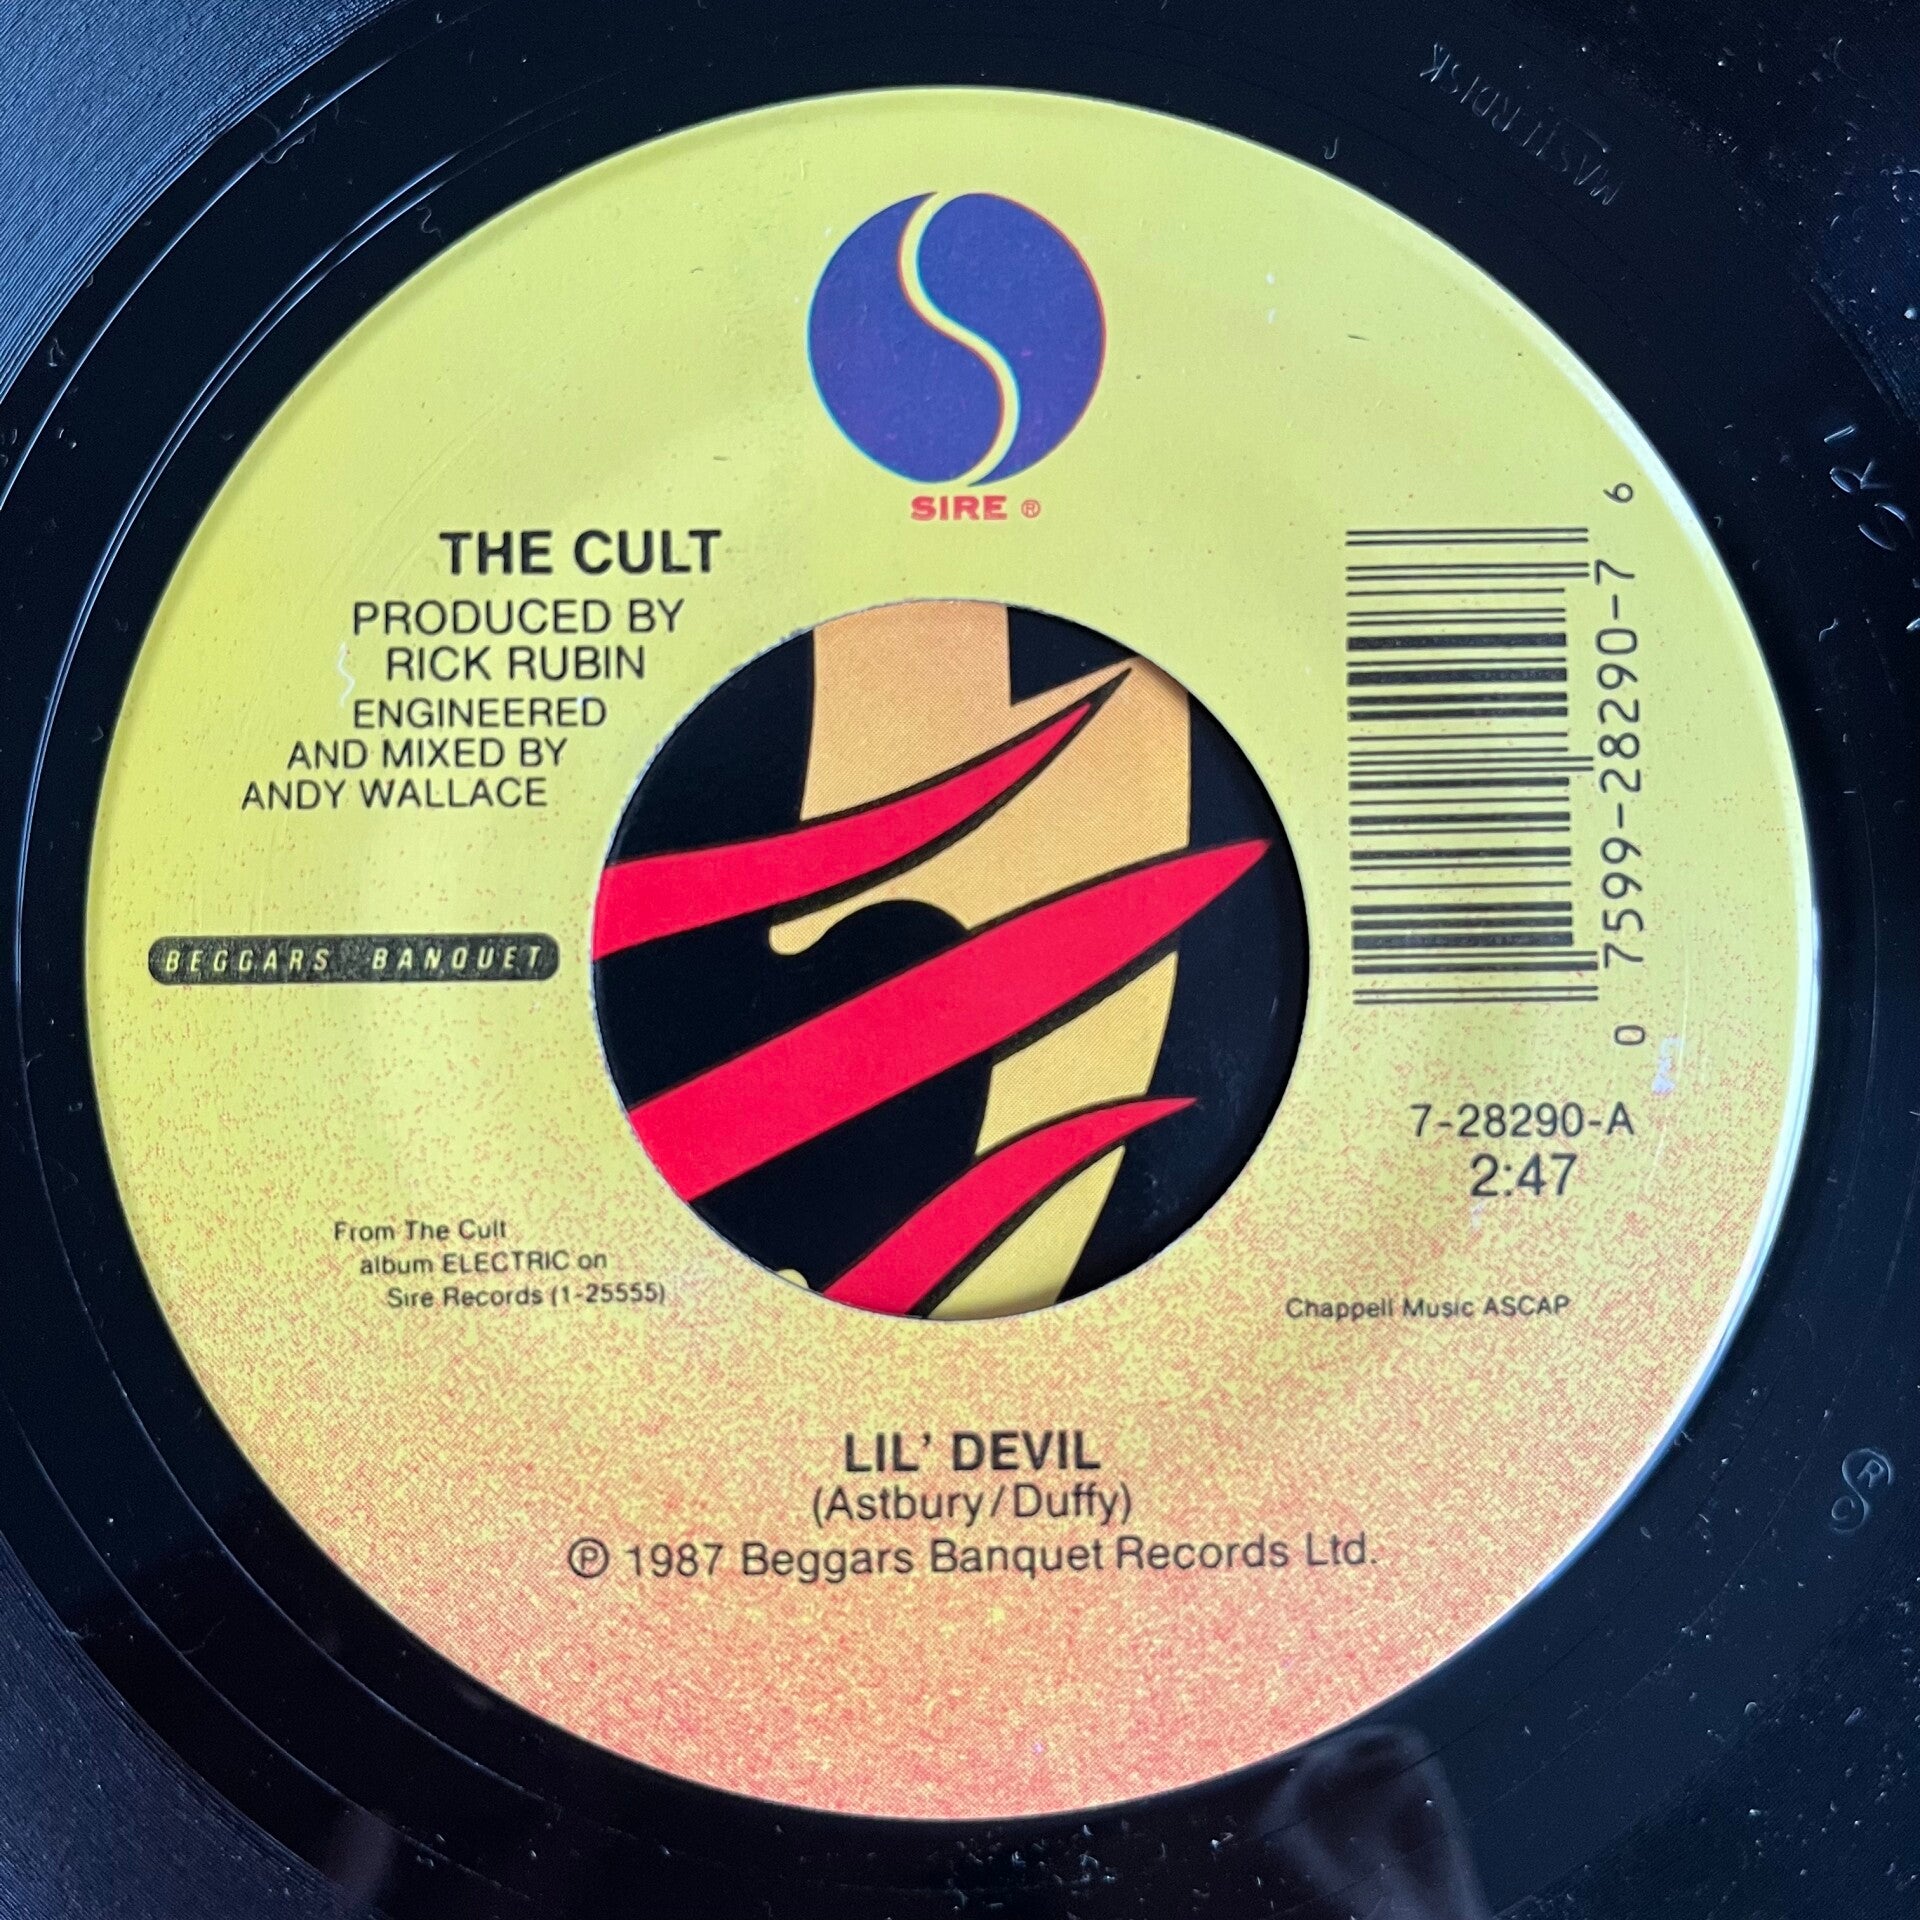 MASTERDISK
SIRE ®
THE CULT
PRODUCED BY
RICK RUBIN
ENGINEERED
AND MIXED BY
ANDY WALLACE
BEGGARS BANQUET
0 7599-28290-7 6
7-28290-A
2:47
From The Cult
album ELECTRIC on
Sire Records (1-25555)
Chappell Music ASCAP
LIL' DEVIL
(Astbury/Duffy)
℗ 1987 Beggars Banquet Records Ltd.